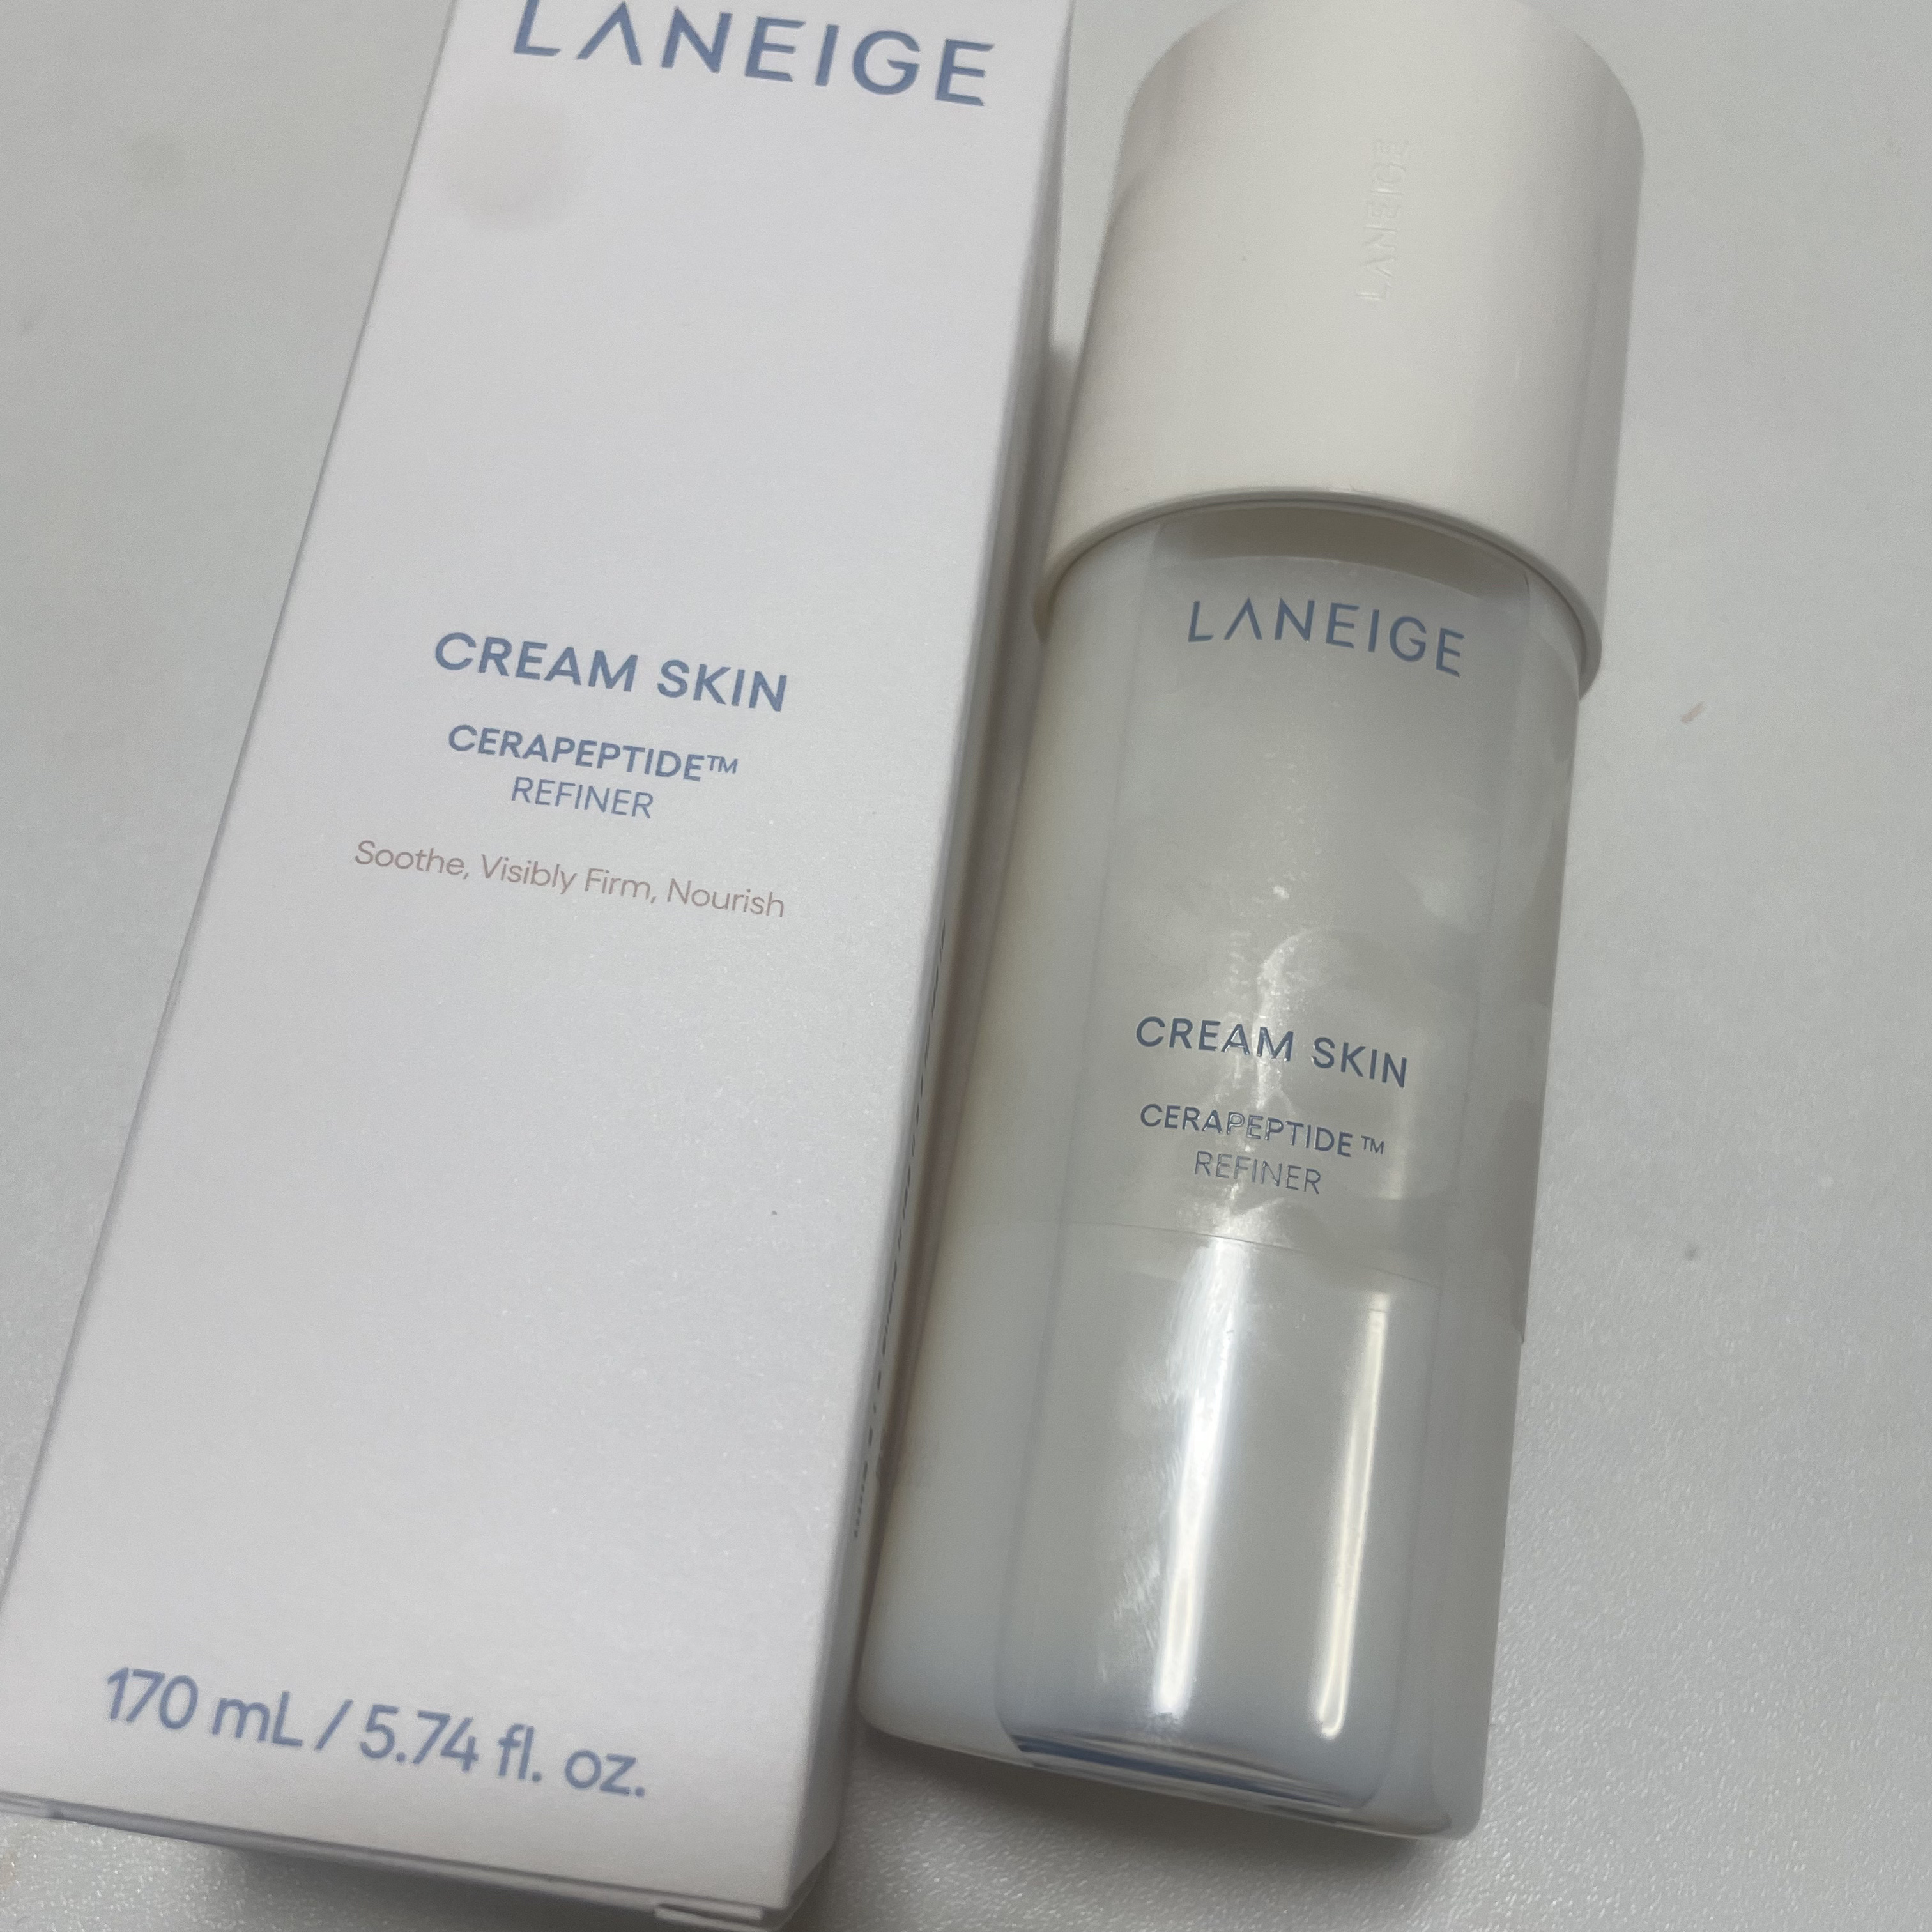 LANEIGE
CREAM SKIN
CERAPEPTIDE™
REFINER
Soothe, Visibly Firm, Nourish
170 mL / 5.74 fl. oz.
LANEIGE
LANEIGE
CREAM SKIN
CERAPEPTIDE™
REFINER